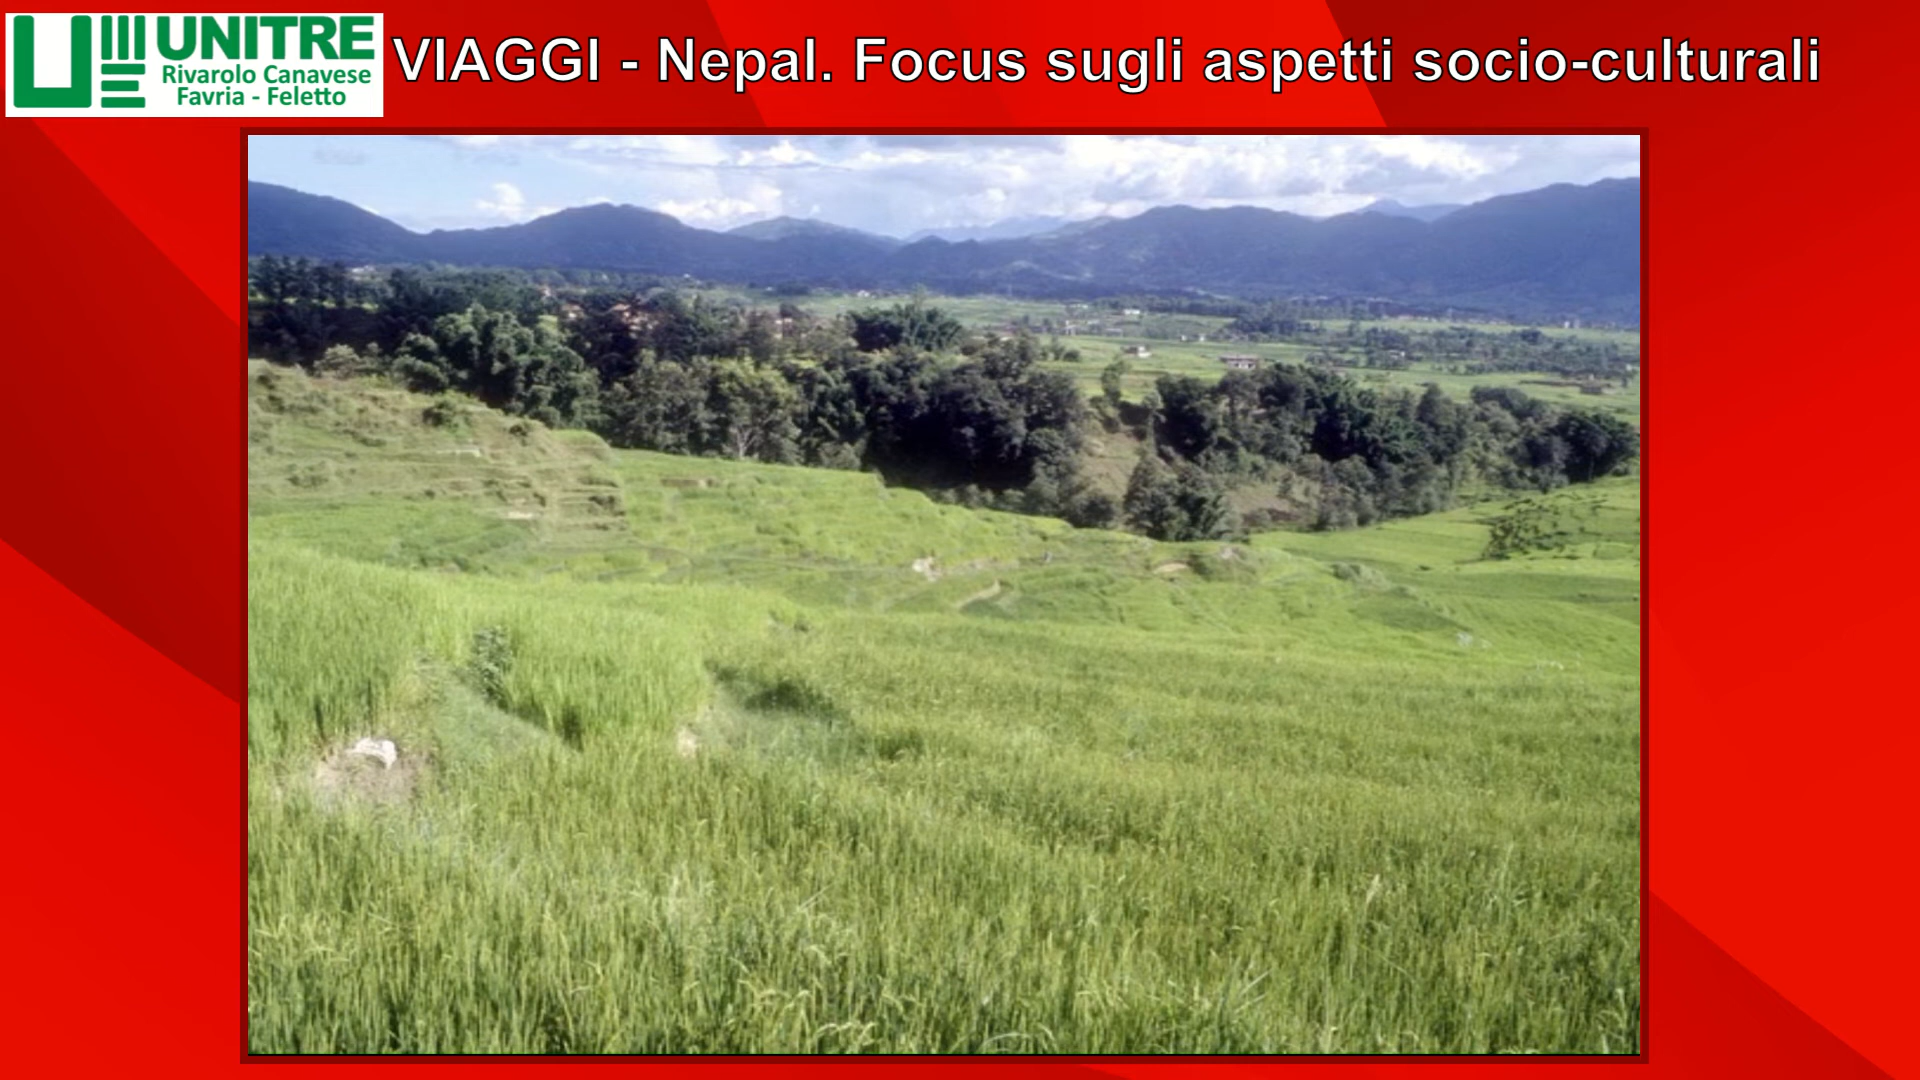 UNITRE
Rivarolo Canavese
Favria - Feletto
VIAGGI - Nepal. Focus sugli aspetti socio-culturali